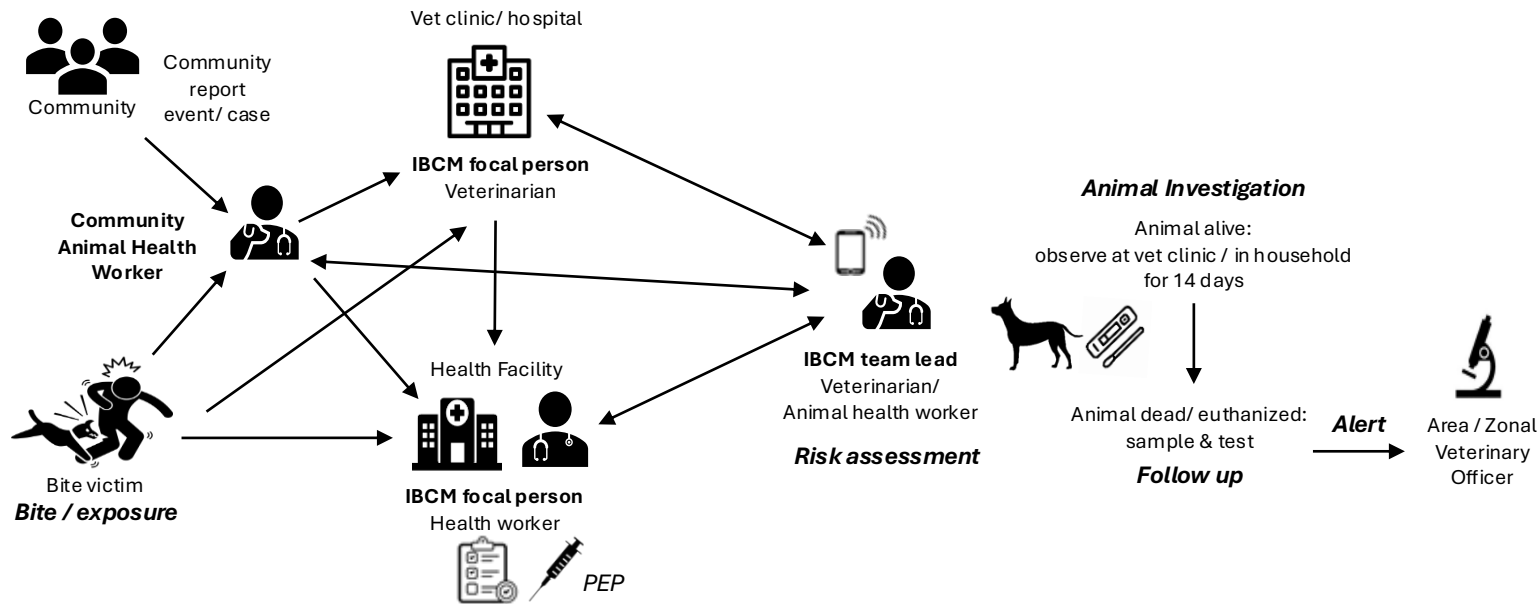 Community
Community
report
event/ case
Vet clinic/ hospital
IBCM focal person
Veterinarian
Community
Animal Health
Worker
Bite victim
Bite / exposure
Health Facility
IBCM focal person
Health worker
PEP
IBCM team lead
Veterinarian/
Animal health worker
Risk assessment
Animal Investigation
Animal alive:
observe at vet clinic / in household
for 14 days
Animal dead/ euthanized:
sample & test
Follow up
Alert
Area / Zonal
Veterinary
Officer